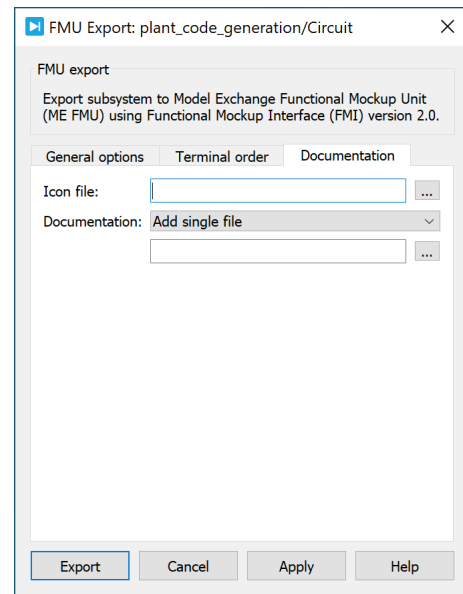 FMU Export: plant_code_generation/Circuit
FMU export
Export subsystem to Model Exchange Functional Mockup Unit
(ME FMU) using Functional Mockup Interface (FMI) version 2.0.
General options Terminal order Documentation
Icon file: ...
Documentation: Add single file
...
Export Cancel Apply Help